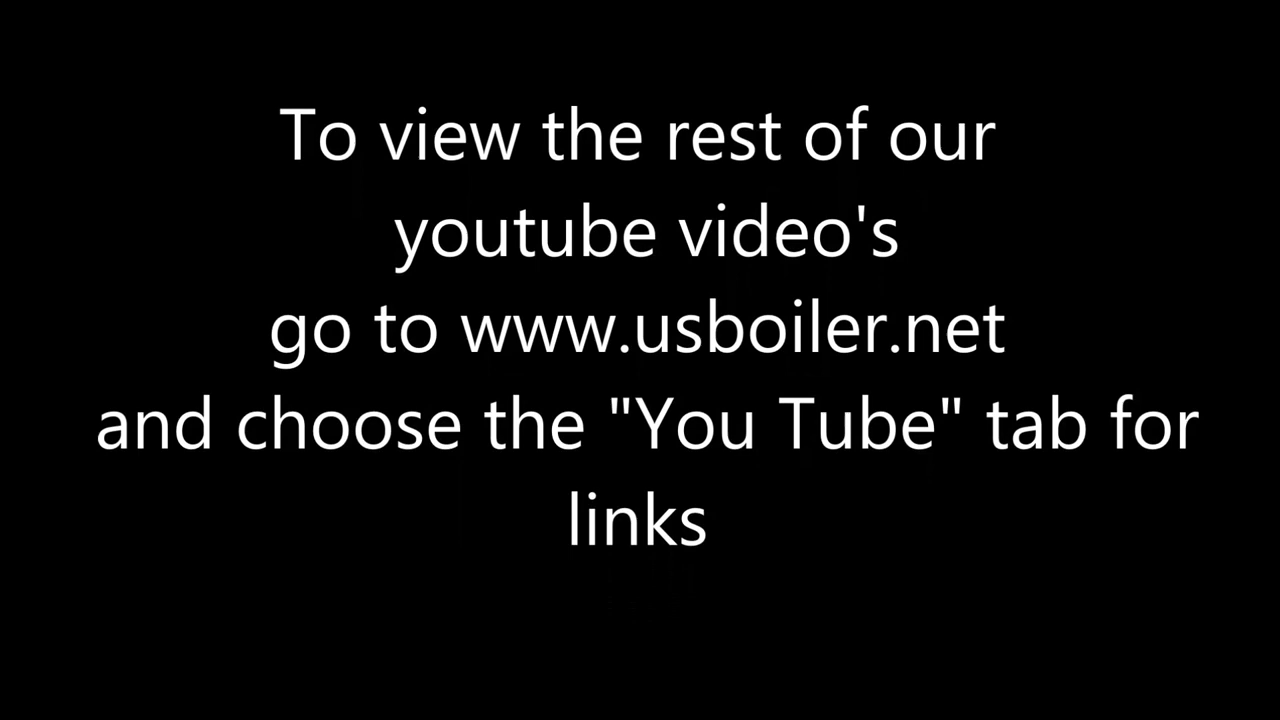 To view the rest of our
youtube video's
go to www.usboiler.net
and choose the "You Tube" tab for
links